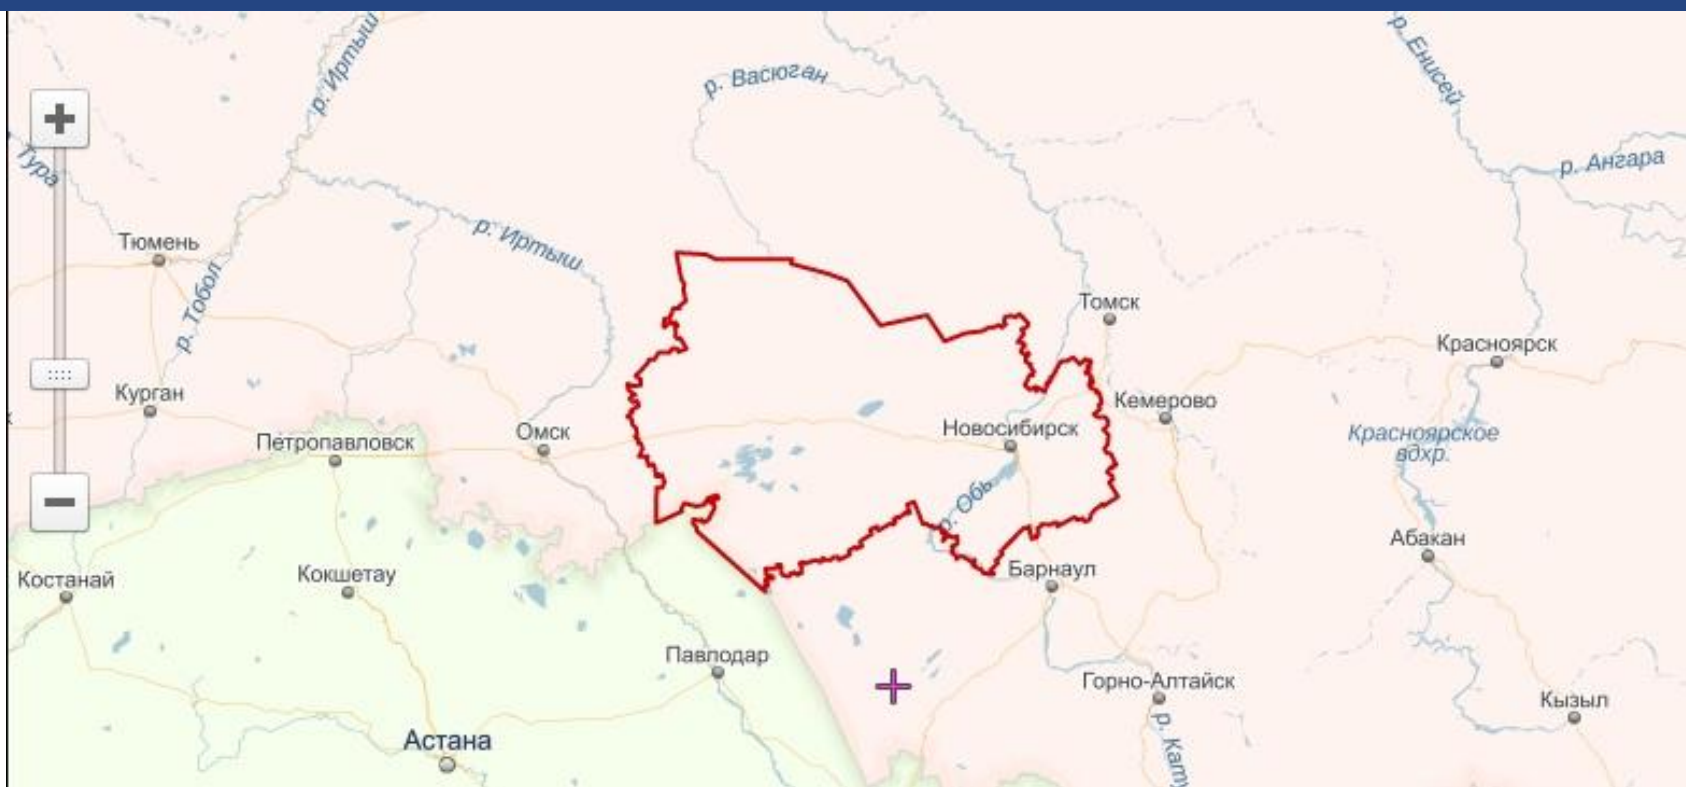 р. Иртыш
р. Васюган
р. Енисей
Тура
р. Ангара
Тюмень
р. Иртыш
р. Тобол
Томск
Красноярск
Курган
Кемерово
Петропавловск
Омск
Новосибирск
Красноярское
вдхр.
р. Обь
Абакан
Костанай
Кокшетау
Барнаул
Павлодар
Горно-Алтайск
Кызыл
Астана
р. Кату